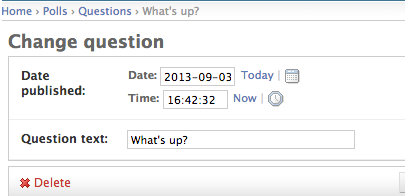 Home › Polls › Questions › What's up?
Change question
Date published: Date: 2013-09-03 Today |
Time: 16:42:32 Now |
Question text: What's up?
Delete